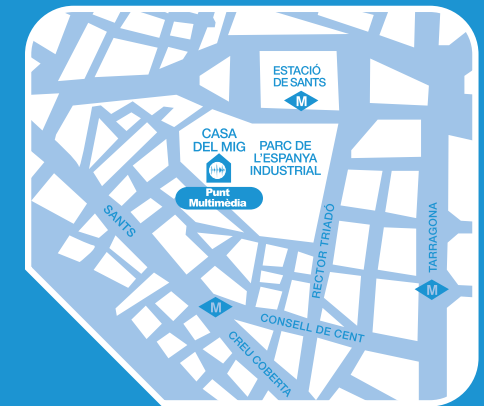 ESTACIÓ
DE SANTS
M
CASA
DEL MIG
PARC DE
L'ESPANYA
INDUSTRIAL
Punt
Multimèdia
SANTS
RECTOR TRIADÓ
TARRAGONA
M
M
CONSELL DE CENT
CREU COBERTA